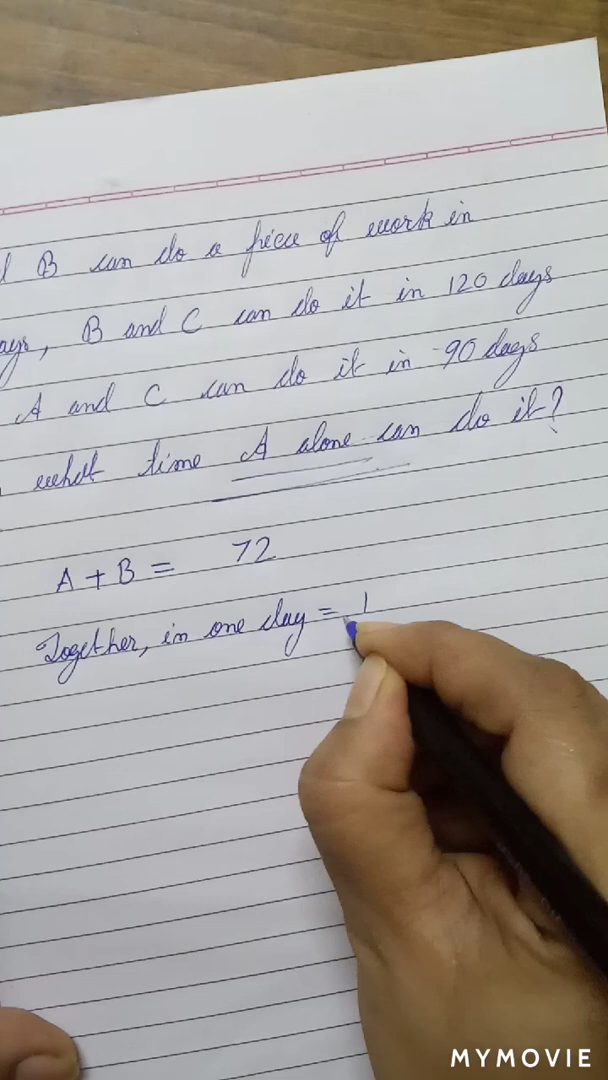 B can do a piece of work in
ays, B and C can do it in 120 days
A and C can do it in 90 days
what time A alone can do it?
A + B = 72
Together, in one day = 1
MYMOVIE